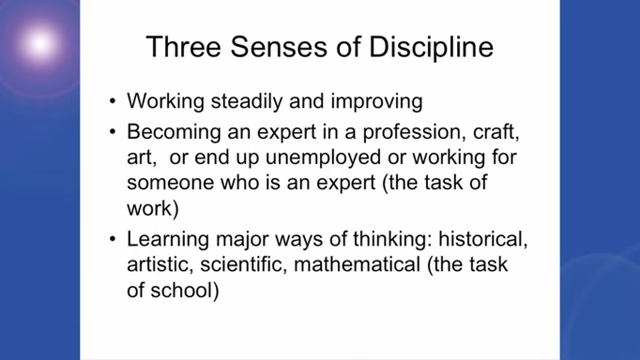 Three Senses of Discipline
• Working steadily and improving
• Becoming an expert in a profession, craft,
art,  or end up unemployed or working for
someone who is an expert (the task of
work)
• Learning major ways of thinking: historical,
artistic, scientific, mathematical (the task
of school)